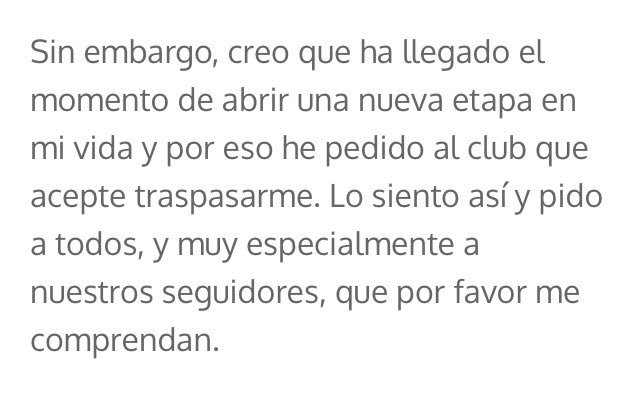 Sin embargo, creo que ha llegado el
momento de abrir una nueva etapa en
mi vida y por eso he pedido al club que
acepte traspasarme. Lo siento así y pido
a todos, y muy especialmente a
nuestros seguidores, que por favor me
comprendan.